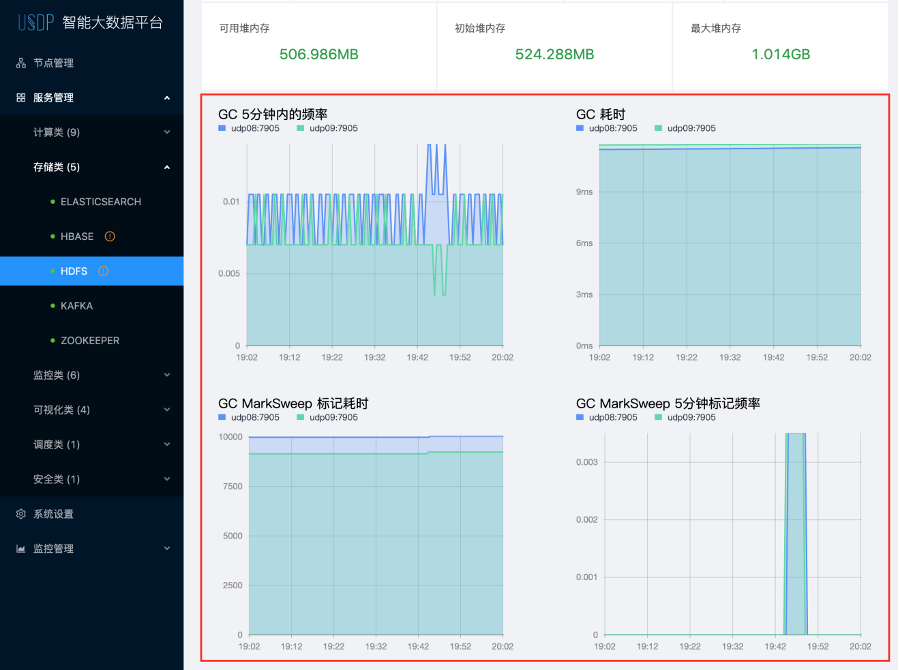 USDP 智能大数据平台
节点管理
服务管理
计算类 (9)
存储类 (5)
ELASTICSEARCH
HBASE
HDFS
KAFKA
ZOOKEEPER
监控类 (6)
可视化类 (4)
调度类 (1)
安全类 (1)
系统设置
监控管理
可用堆内存
506.986MB
初始堆内存
524.288MB
最大堆内存
1.014GB
GC 5分钟内的频率
udp08:7905 udp09:7905
0.01
0.005
0
19:02 19:12 19:22 19:32 19:42 19:52 20:02
GC 耗时
udp08:7905 udp09:7905
9ms
6ms
3ms
0ms
19:02 19:12 19:22 19:32 19:42 19:52 20:02
GC MarkSweep 标记耗时
udp08:7905 udp09:7905
10000
7500
5000
2500
0
19:02 19:12 19:22 19:32 19:42 19:52 20:02
GC MarkSweep 5分钟标记频率
udp08:7905 udp09:7905
0.003
0.002
0.001
0
19:02 19:12 19:22 19:32 19:42 19:52 20:02